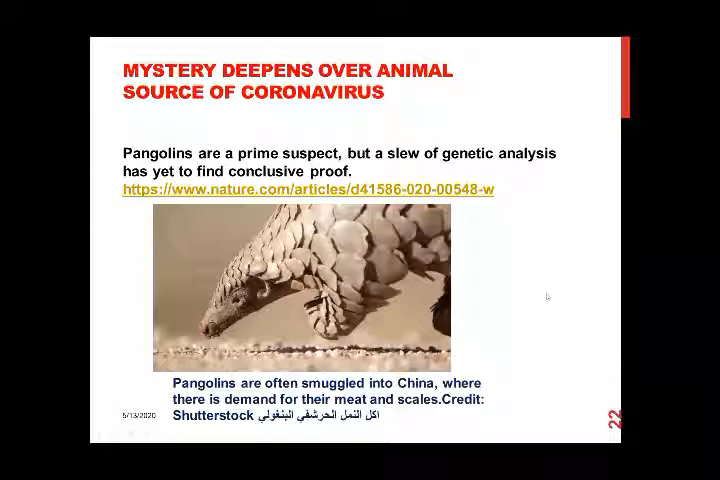 MYSTERY DEEPENS OVER ANIMAL
SOURCE OF CORONAVIRUS
Pangolins are a prime suspect, but a slew of genetic analysis
has yet to find conclusive proof.
https://www.nature.com/articles/d41586-020-00548-w
Pangolins are often smuggled into China, where
there is demand for their meat and scales.Credit:
Shutterstock اكل النمل الحرشفي البنغولي
5/13/2020
22